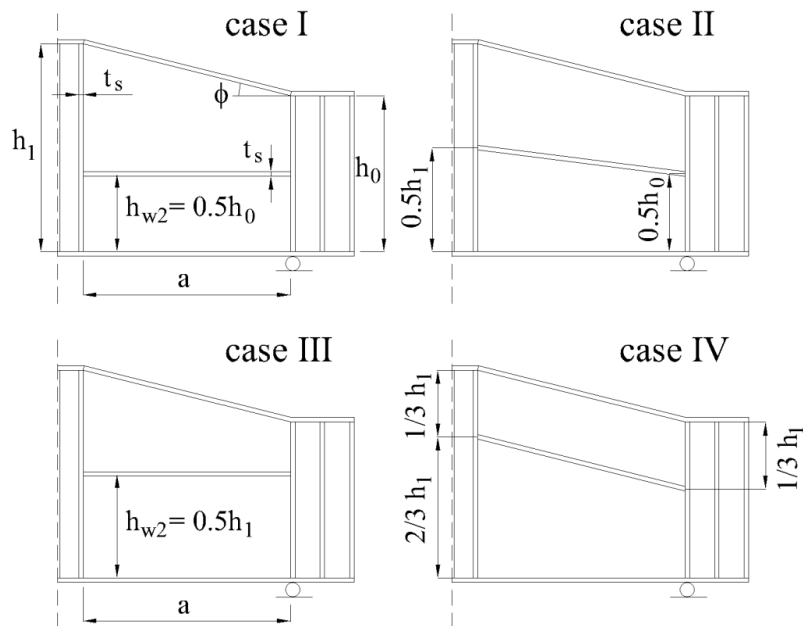 case I
case II
t_s
ϕ
t_s
h_1
h_0
h_w2 = 0.5h_0
0.5h_1
0.5h_0
a
case III
case IV
1/3 h_1
1/3 h_1
2/3 h_1
h_w2 = 0.5h_1
a